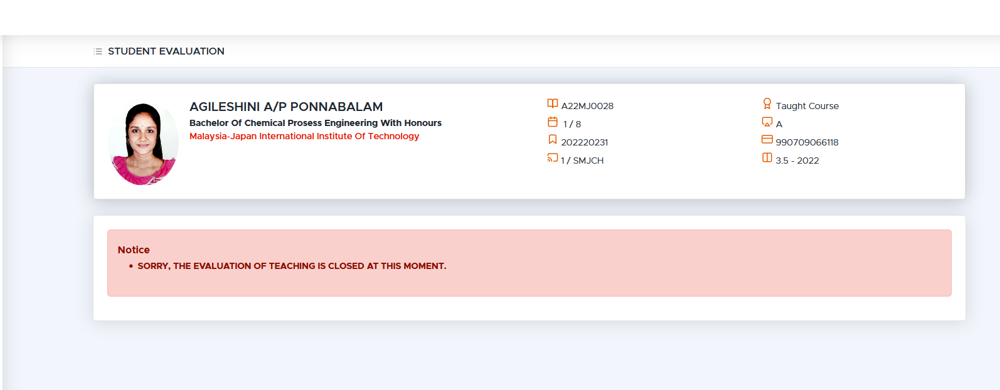 STUDENT EVALUATION
AGILESHINI A/P PONNABALAM
Bachelor Of Chemical Prosess Engineering With Honours
Malaysia-Japan International Institute Of Technology
A22MJ0028
1 / 8
202220231
1 / SMJCH
Taught Course
A
990709066118
3.5 - 2022
Notice
• SORRY, THE EVALUATION OF TEACHING IS CLOSED AT THIS MOMENT.